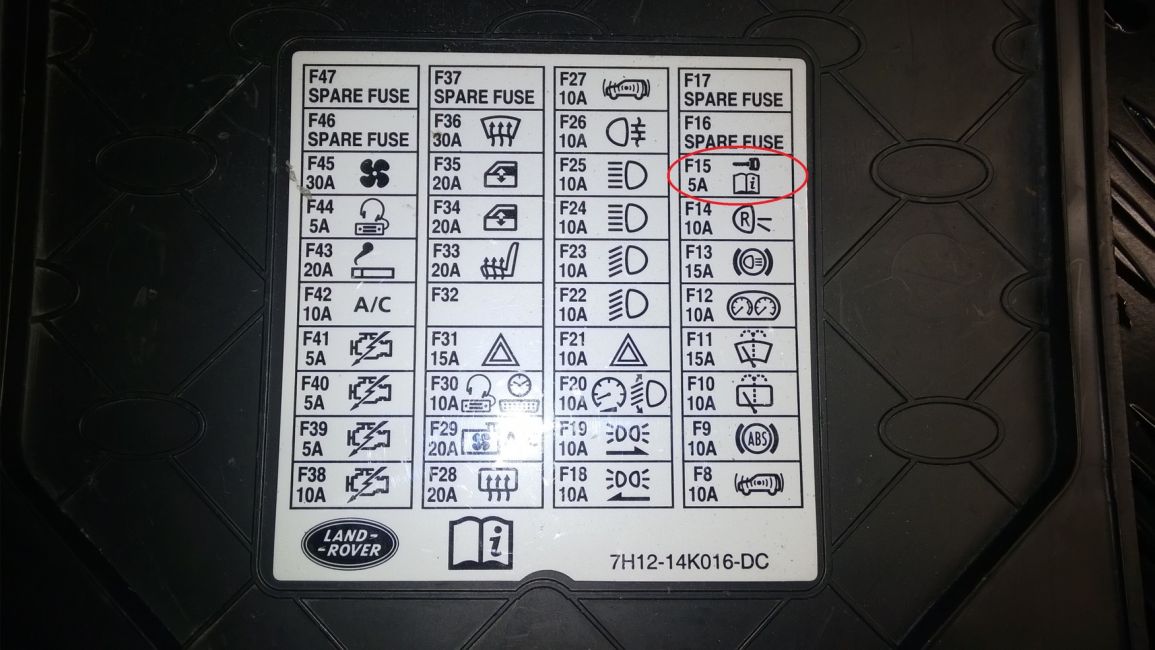 F47
SPARE FUSE
F46
SPARE FUSE
F45
30A
F44
5A
F43
20A
F42
10A A/C
F41
5A
F40
5A
F39
5A
F38
10A
F37
SPARE FUSE
F36
30A
F35
20A
F34
20A
F33
20A
F32
F31
15A
F30
10A
F29
20A
F28
20A
F27
10A
F26
10A
F25
10A
F24
10A
F23
10A
F22
10A
F21
10A
F20
10A
F19
10A
F18
10A
F17
SPARE FUSE
F16
SPARE FUSE
F15
5A i
F14
10A R
F13
15A
F12
10A
F11
15A
F10
10A
F9
10A ABS
F8
10A
LAND-
-ROVER
i
7H12-14K016-DC